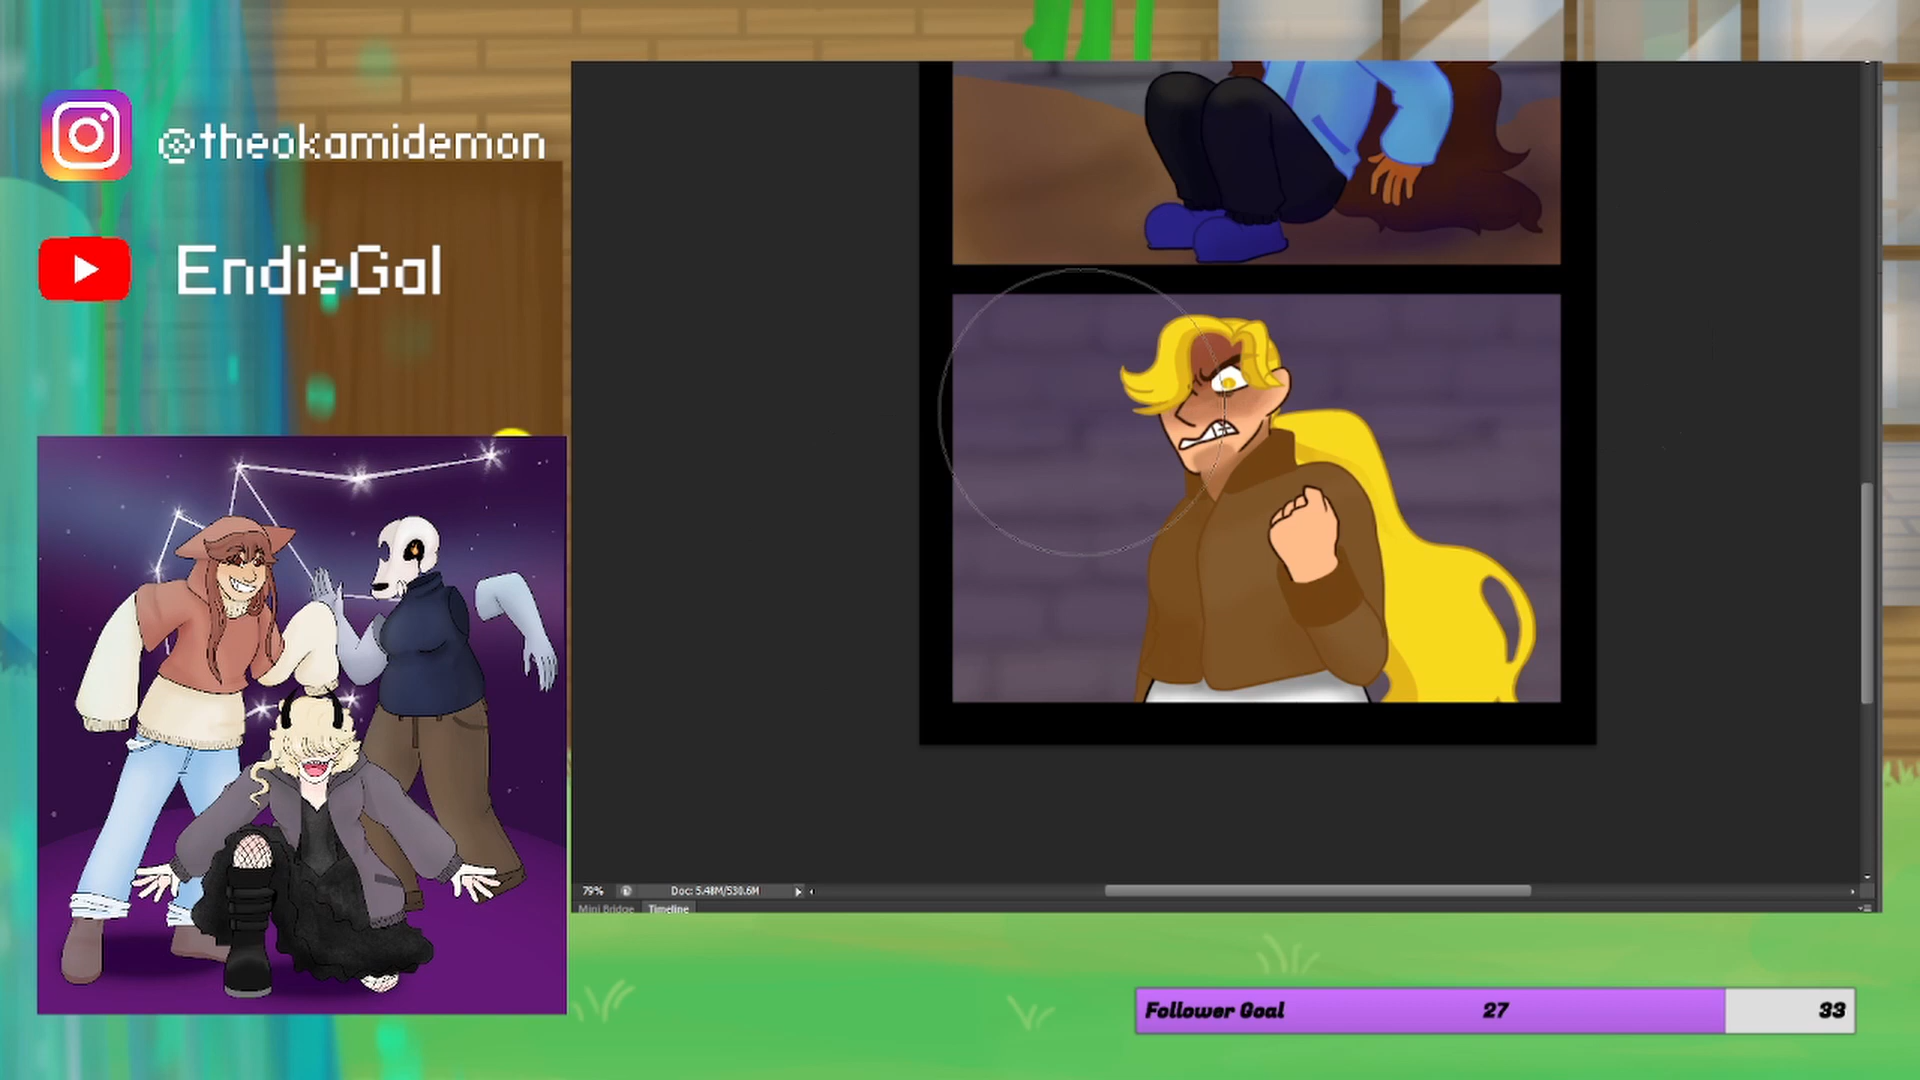 @theokamidemon
EndieGal
79%
Doc: 5.48M/530.6M
Mini Bridge
Timeline
Follower Goal
27
33